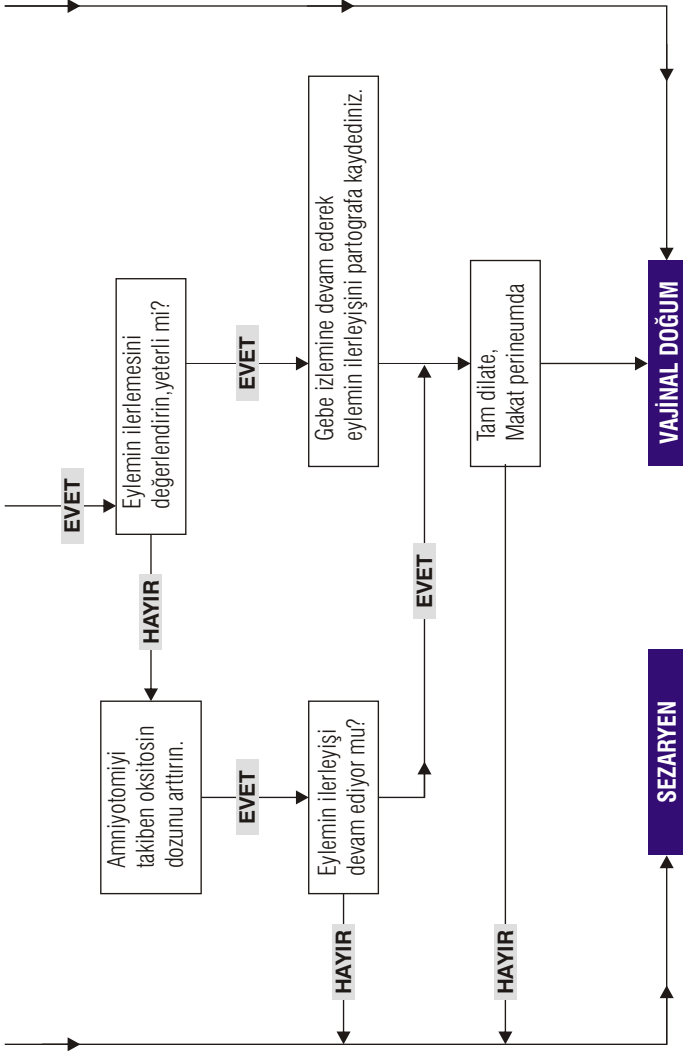 EVET
Eylemin ilerlemesini
değerlendirin,yeterli mi?
HAYIR
EVET
Amniyotomiyi
takiben oksitosin
dozunu arttırın.
EVET
Gebe izlemine devam ederek
eylemin ilerleyişini partografa kaydediniz.
Eylemin ilerleyişi
devam ediyor mu?
HAYIR
EVET
Tam dilate,
Makat perineumda
HAYIR
SEZARYEN
VAJİNAL DOĞUM